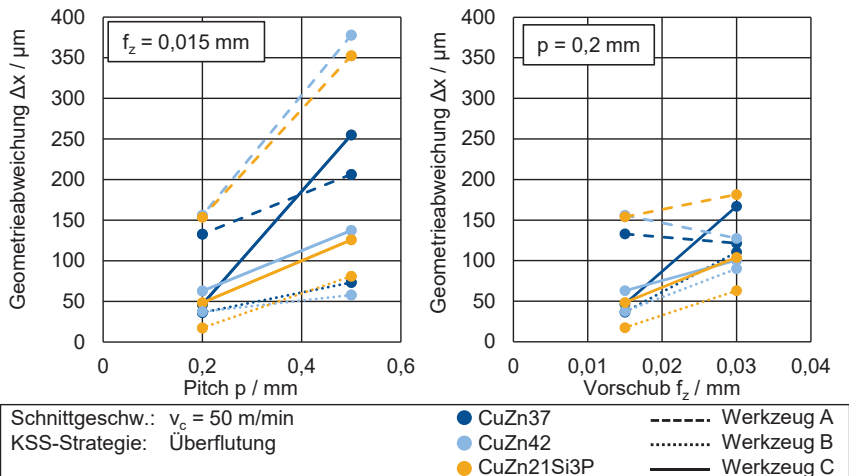 400
350
300
250
200
150
100
50
0
Geometrieabweichung Δx / µm
f_z = 0,015 mm
0
0,2
0,4
0,6
Pitch p / mm
400
350
300
250
200
150
100
50
0
Geometrieabweichung Δx / µm
p = 0,2 mm
0
0,01
0,02
0,03
0,04
Vorschub f_z / mm
Schnittgeschw.: v_c = 50 m/min
KSS-Strategie: Überflutung
CuZn37
CuZn42
CuZn21Si3P
Werkzeug A
Werkzeug B
Werkzeug C